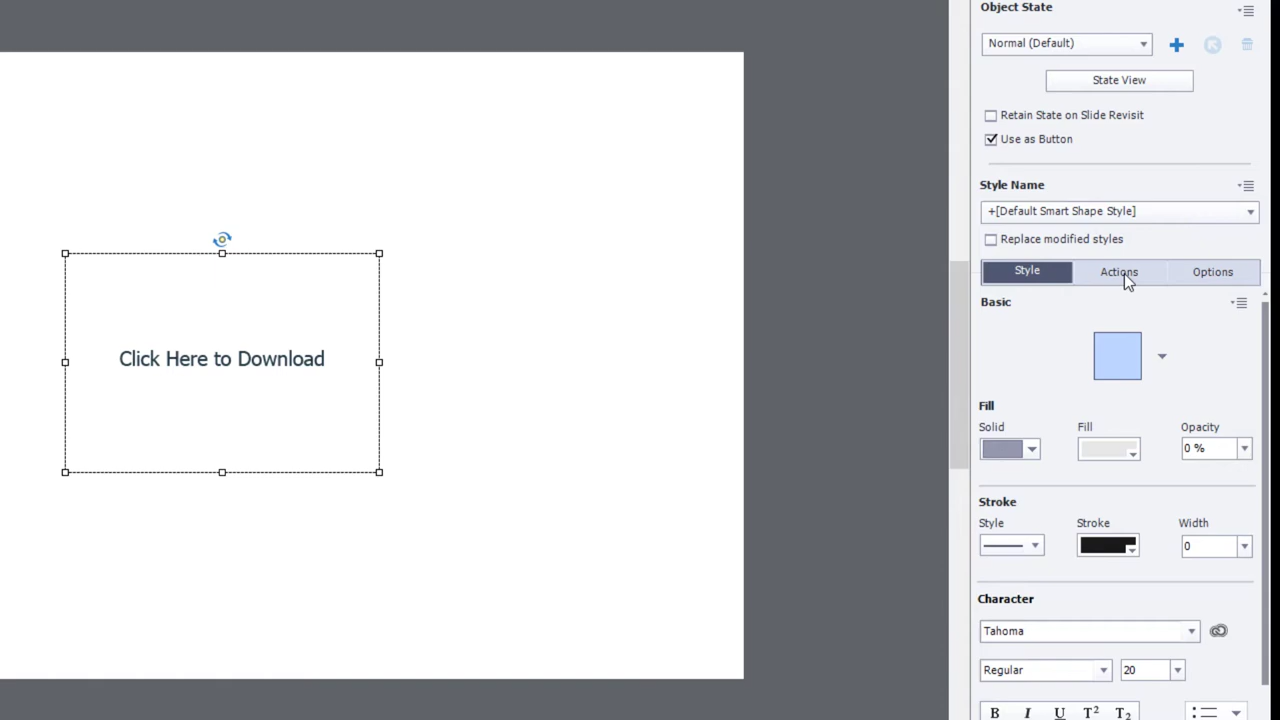 Object State
Normal (Default)
State View
Retain State on Slide Revisit
Use as Button
Style Name
+[Default Smart Shape Style]
Replace modified styles
Style Actions Options
Basic
Click Here to Download
Fill
Solid Fill Opacity
0 %
Stroke
Style Stroke Width
0
Character
Tahoma
Regular 20
B I U T² T₂